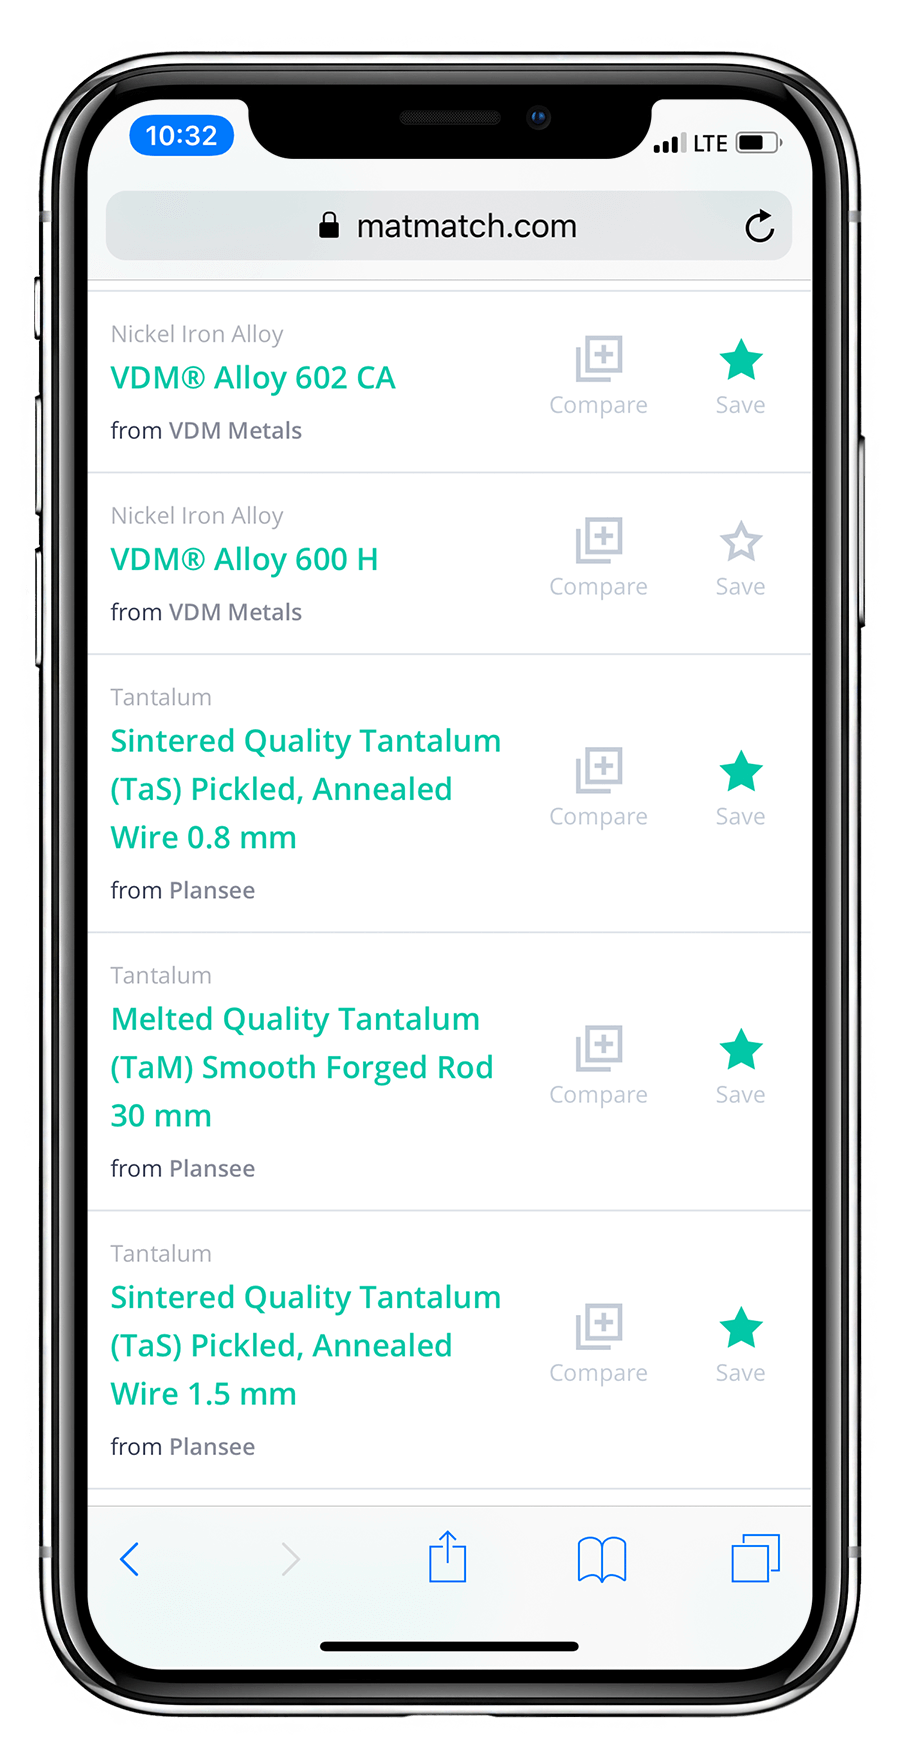 10:32
LTE
matmatch.com
Nickel Iron Alloy
VDM® Alloy 602 CA
from VDM Metals
Compare
Save
Nickel Iron Alloy
VDM® Alloy 600 H
from VDM Metals
Compare
Save
Tantalum
Sintered Quality Tantalum
(TaS) Pickled, Annealed
Wire 0.8 mm
from Plansee
Compare
Save
Tantalum
Melted Quality Tantalum
(TaM) Smooth Forged Rod
30 mm
from Plansee
Compare
Save
Tantalum
Sintered Quality Tantalum
(TaS) Pickled, Annealed
Wire 1.5 mm
from Plansee
Compare
Save